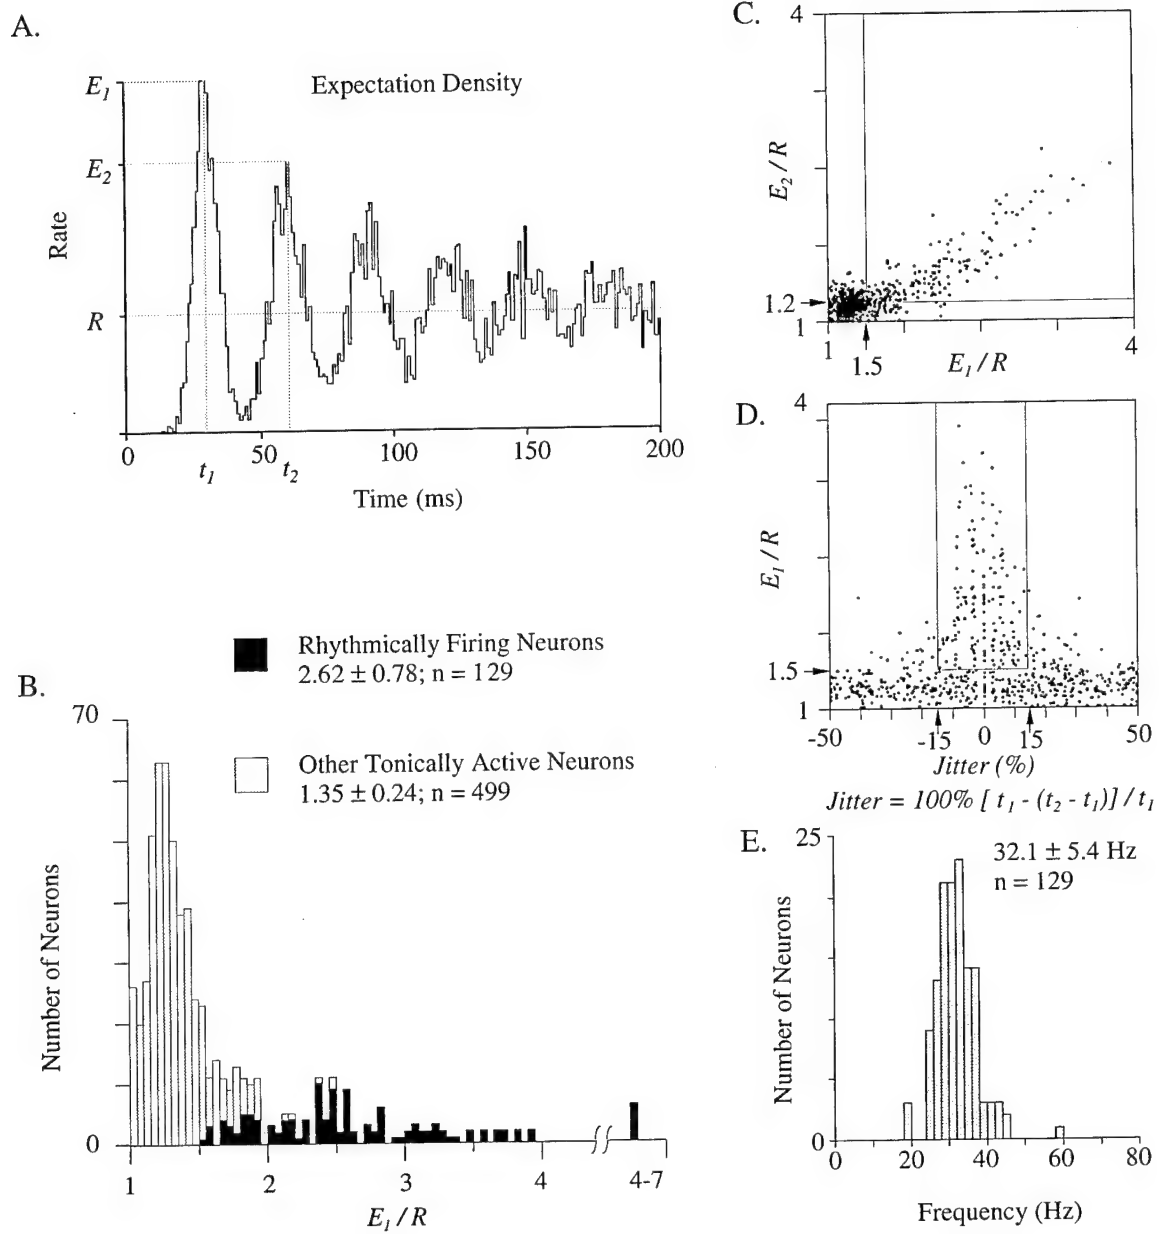 A.
Expectation Density
E1
E2
R
Rate
0
50
100
150
200
t1
t2
Time (ms)
Rhythmically Firing Neurons
2.62 ± 0.78; n = 129
Other Tonically Active Neurons
1.35 ± 0.24; n = 499
B.
70
0
Number of Neurons
1
2
3
4
4-7
E1 / R
C.
4
E2 / R
1.2
1
1
1.5
E1 / R
4
D.
4
E1 / R
1.5
1
-50
-15
0
15
50
Jitter (%)
Jitter = 100% [ t1 - (t2 - t1)] / t1
E.
25
32.1 ± 5.4 Hz
n = 129
Number of Neurons
0
0
20
40
60
80
Frequency (Hz)